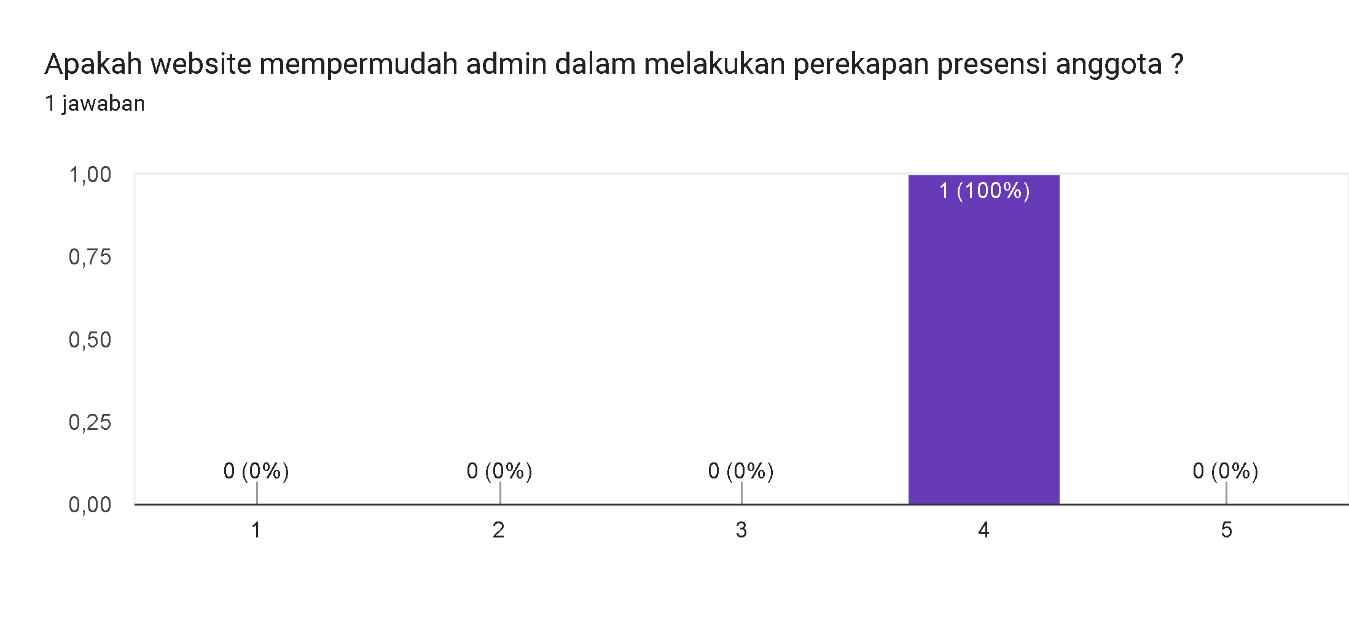 Apakah website mempermudah admin dalam melakukan perekapan presensi anggota ?
1 jawaban
1,00
1 (100%)
0,75
0,50
0,25
0 (0%) 0 (0%) 0 (0%) 0 (0%)
0,00
1 2 3 4 5